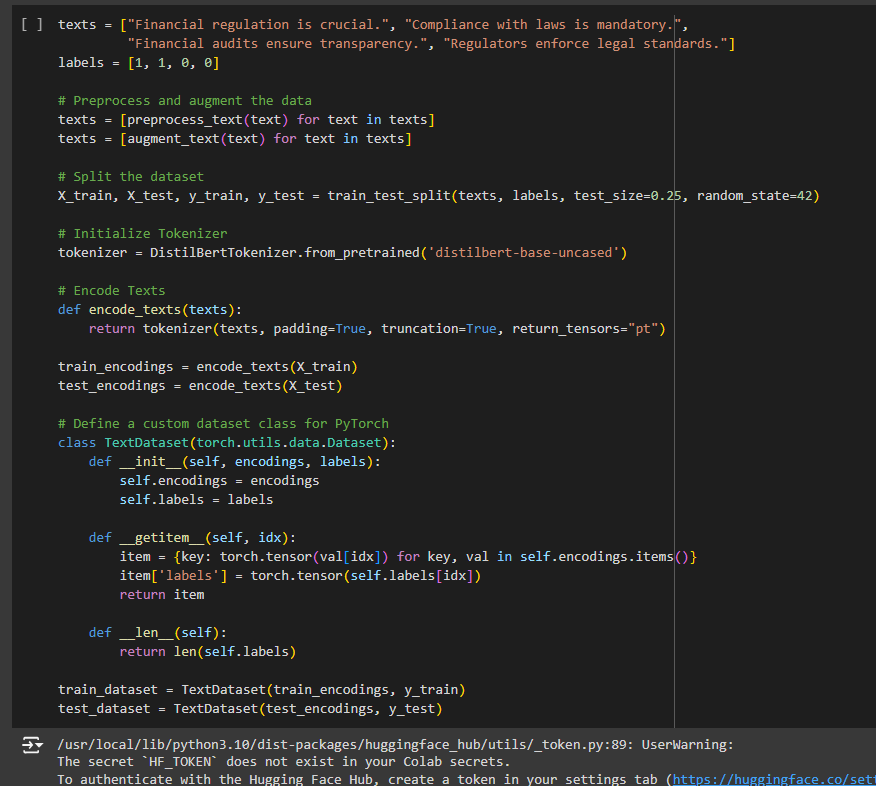 [ ] texts = ["Financial regulation is crucial.", "Compliance with laws is mandatory.",
"Financial audits ensure transparency.", "Regulators enforce legal standards."]
labels = [1, 1, 0, 0]
# Preprocess and augment the data
texts = [preprocess_text(text) for text in texts]
texts = [augment_text(text) for text in texts]
# Split the dataset
X_train, X_test, y_train, y_test = train_test_split(texts, labels, test_size=0.25, random_state=42)
# Initialize Tokenizer
tokenizer = DistilBertTokenizer.from_pretrained('distilbert-base-uncased')
# Encode Texts
def encode_texts(texts):
return tokenizer(texts, padding=True, truncation=True, return_tensors="pt")
train_encodings = encode_texts(X_train)
test_encodings = encode_texts(X_test)
# Define a custom dataset class for PyTorch
class TextDataset(torch.utils.data.Dataset):
def __init__(self, encodings, labels):
self.encodings = encodings
self.labels = labels
def __getitem__(self, idx):
item = {key: torch.tensor(val[idx]) for key, val in self.encodings.items()}
item['labels'] = torch.tensor(self.labels[idx])
return item
def __len__(self):
return len(self.labels)
train_dataset = TextDataset(train_encodings, y_train)
test_dataset = TextDataset(test_encodings, y_test)
/usr/local/lib/python3.10/dist-packages/huggingface_hub/utils/_token.py:89: UserWarning:
The secret `HF_TOKEN` does not exist in your Colab secrets.
To authenticate with the Hugging Face Hub, create a token in your settings tab (https://huggingface.co/sett